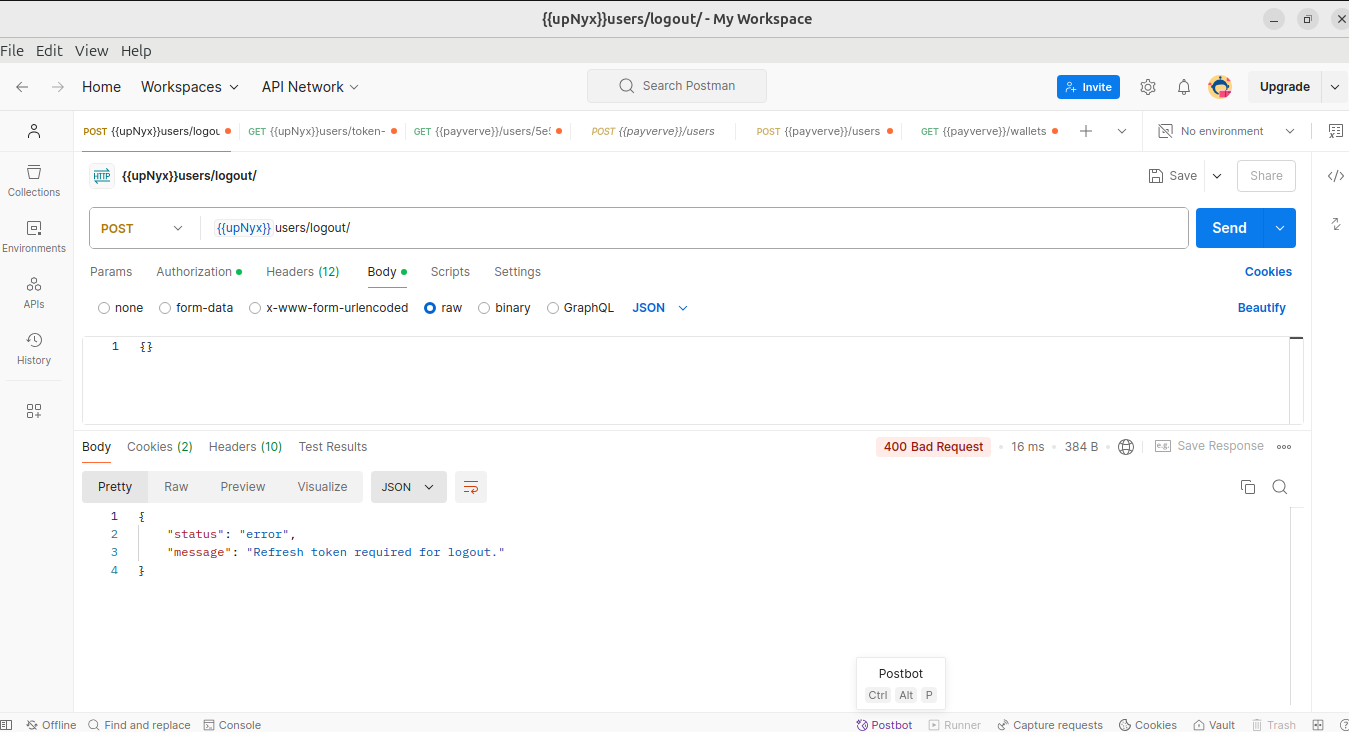 {{upNyx}}users/logout/ - My Workspace
File Edit View Help
Home Workspaces API Network Search Postman Invite Upgrade
POST {{upNyx}}users/logou GET {{upNyx}}users/token- GET {{payverve}}/users/5e5 POST {{payverve}}/users POST {{payverve}}/users GET {{payverve}}/wallets No environment
HTTP {{upNyx}}users/logout/ Save Share
Collections
Environments
APIs
History
POST {{upNyx}} users/logout/ Send
Params Authorization Headers (12) Body Scripts Settings Cookies
none form-data x-www-form-urlencoded raw binary GraphQL JSON Beautify
1 {}
Body Cookies (2) Headers (10) Test Results 400 Bad Request 16 ms 384 B e.g. Save Response
Pretty Raw Preview Visualize JSON
1 {
2 "status": "error",
3 "message": "Refresh token required for logout."
4 }
Postbot
Ctrl Alt P
Offline Find and replace Console Postbot Runner Capture requests Cookies Vault Trash